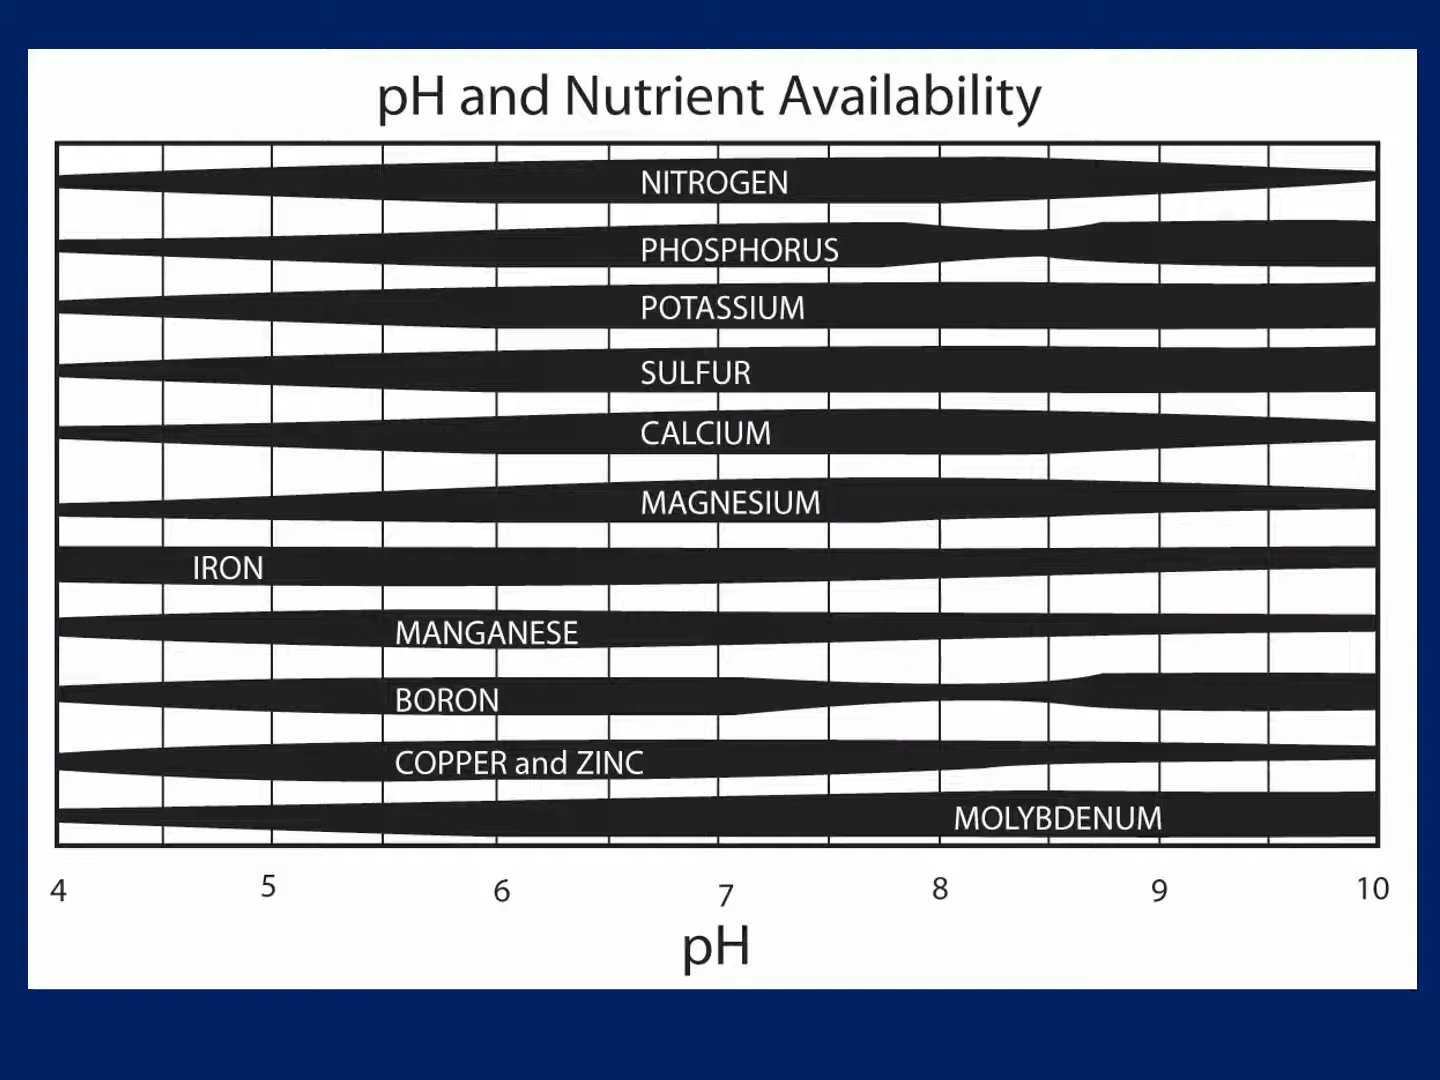 pH and Nutrient Availability
NITROGEN
PHOSPHORUS
POTASSIUM
SULFUR
CALCIUM
MAGNESIUM
IRON
MANGANESE
BORON
COPPER and ZINC
MOLYBDENUM
4 5 6 7 8 9 10
pH